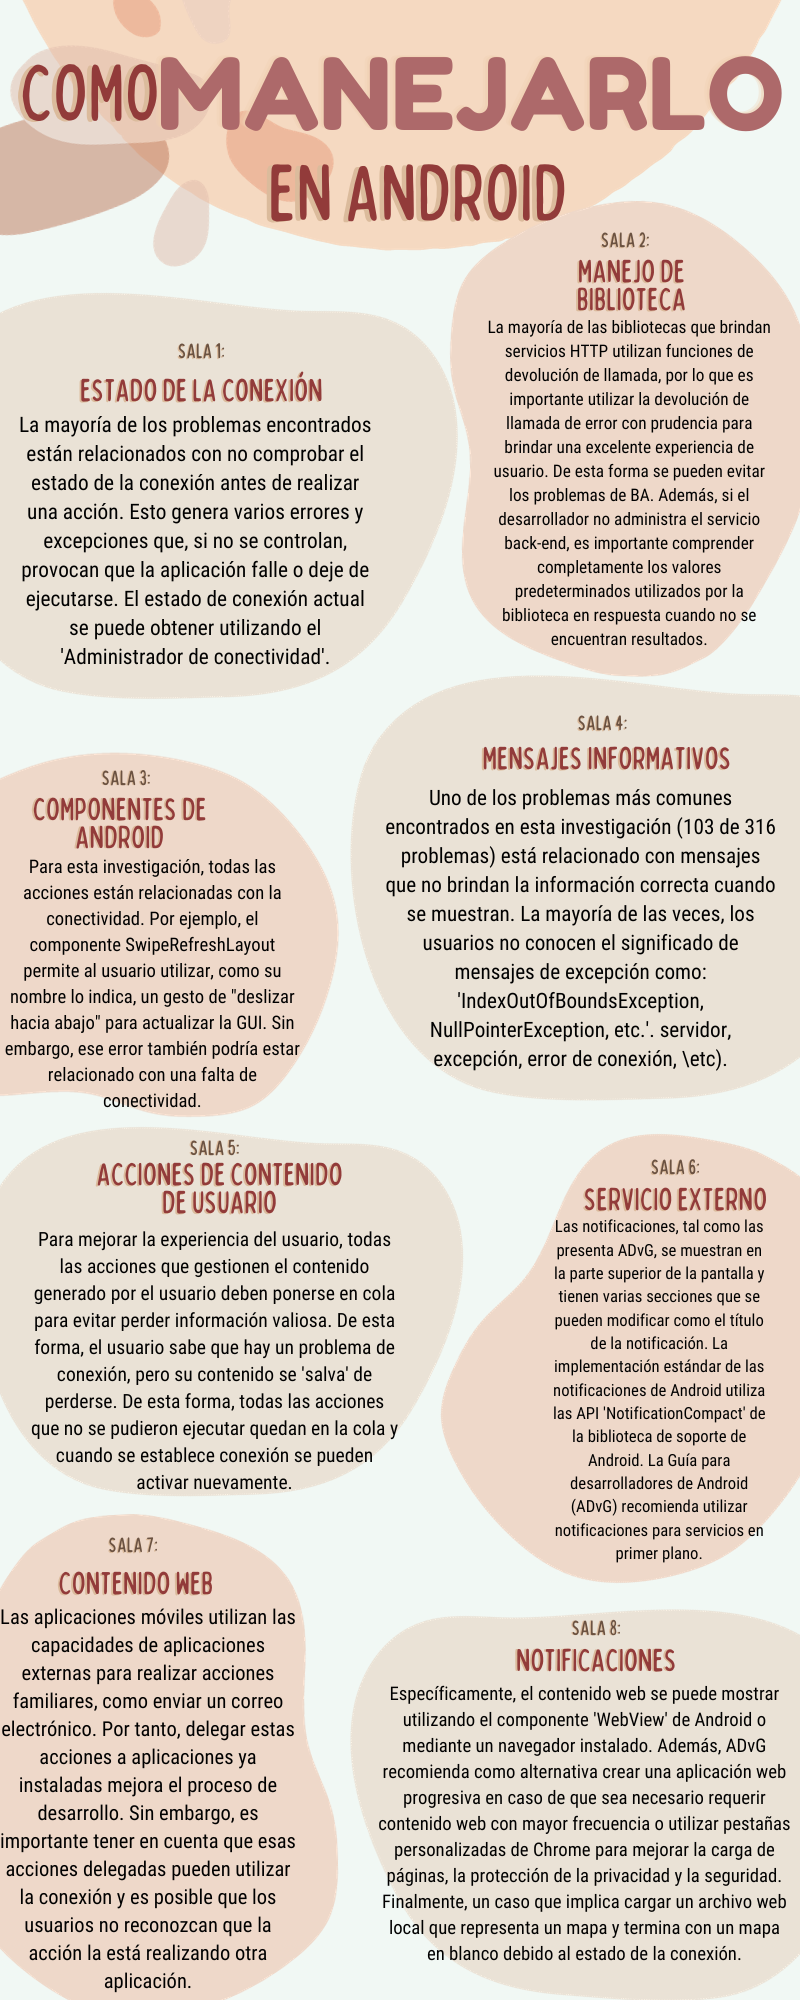 COMO MANEJARLO
EN ANDROID
SALA 1:
ESTADO DE LA CONEXIÓN
La mayoría de los problemas encontrados
están relacionados con no comprobar el
estado de la conexión antes de realizar
una acción. Esto genera varios errores y
excepciones que, si no se controlan,
provocan que la aplicación falle o deje de
ejecutarse. El estado de conexión actual
se puede obtener utilizando el
'Administrador de conectividad'.
SALA 2:
MANEJO DE
BIBLIOTECA
La mayoría de las bibliotecas que brindan
servicios HTTP utilizan funciones de
devolución de llamada, por lo que es
importante utilizar la devolución de
llamada de error con prudencia para
brindar una excelente experiencia de
usuario. De esta forma se pueden evitar
los problemas de BA. Además, si el
desarrollador no administra el servicio
back-end, es importante comprender
completamente los valores
predeterminados utilizados por la
biblioteca en respuesta cuando no se
encuentran resultados.
SALA 3:
COMPONENTES DE
ANDROID
Para esta investigación, todas las
acciones están relacionadas con la
conectividad. Por ejemplo, el
componente SwipeRefreshLayout
permite al usuario utilizar, como su
nombre lo indica, un gesto de "deslizar
hacia abajo" para actualizar la GUI. Sin
embargo, ese error también podría estar
relacionado con una falta de
conectividad.
SALA 4:
MENSAJES INFORMATIVOS
Uno de los problemas más comunes
encontrados en esta investigación (103 de 316
problemas) está relacionado con mensajes
que no brindan la información correcta cuando
se muestran. La mayoría de las veces, los
usuarios no conocen el significado de
mensajes de excepción como:
'IndexOutOfBoundsException,
NullPointerException, etc.'. servidor,
excepción, error de conexión, \etc).
SALA 5:
ACCIONES DE CONTENIDO
DE USUARIO
Para mejorar la experiencia del usuario, todas
las acciones que gestionen el contenido
generado por el usuario deben ponerse en cola
para evitar perder información valiosa. De esta
forma, el usuario sabe que hay un problema de
conexión, pero su contenido se 'salva' de
perderse. De esta forma, todas las acciones
que no se pudieron ejecutar quedan en la cola y
cuando se establece conexión se pueden
activar nuevamente.
SALA 6:
SERVICIO EXTERNO
Las notificaciones, tal como las
presenta ADvG, se muestran en
la parte superior de la pantalla y
tienen varias secciones que se
pueden modificar como el título
de la notificación. La
implementación estándar de las
notificaciones de Android utiliza
las API 'NotificationCompact' de
la biblioteca de soporte de
Android. La Guía para
desarrolladores de Android
(ADvG) recomienda utilizar
notificaciones para servicios en
primer plano.
SALA 7:
CONTENIDO WEB
Las aplicaciones móviles utilizan las
capacidades de aplicaciones
externas para realizar acciones
familiares, como enviar un correo
electrónico. Por tanto, delegar estas
acciones a aplicaciones ya
instaladas mejora el proceso de
desarrollo. Sin embargo, es
importante tener en cuenta que esas
acciones delegadas pueden utilizar
la conexión y es posible que los
usuarios no reconozcan que la
acción la está realizando otra
aplicación.
SALA 8:
NOTIFICACIONES
Específicamente, el contenido web se puede mostrar
utilizando el componente 'WebView' de Android o
mediante un navegador instalado. Además, ADvG
recomienda como alternativa crear una aplicación web
progresiva en caso de que sea necesario requerir
contenido web con mayor frecuencia o utilizar pestañas
personalizadas de Chrome para mejorar la carga de
páginas, la protección de la privacidad y la seguridad.
Finalmente, un caso que implica cargar un archivo web
local que representa un mapa y termina con un mapa
en blanco debido al estado de la conexión.